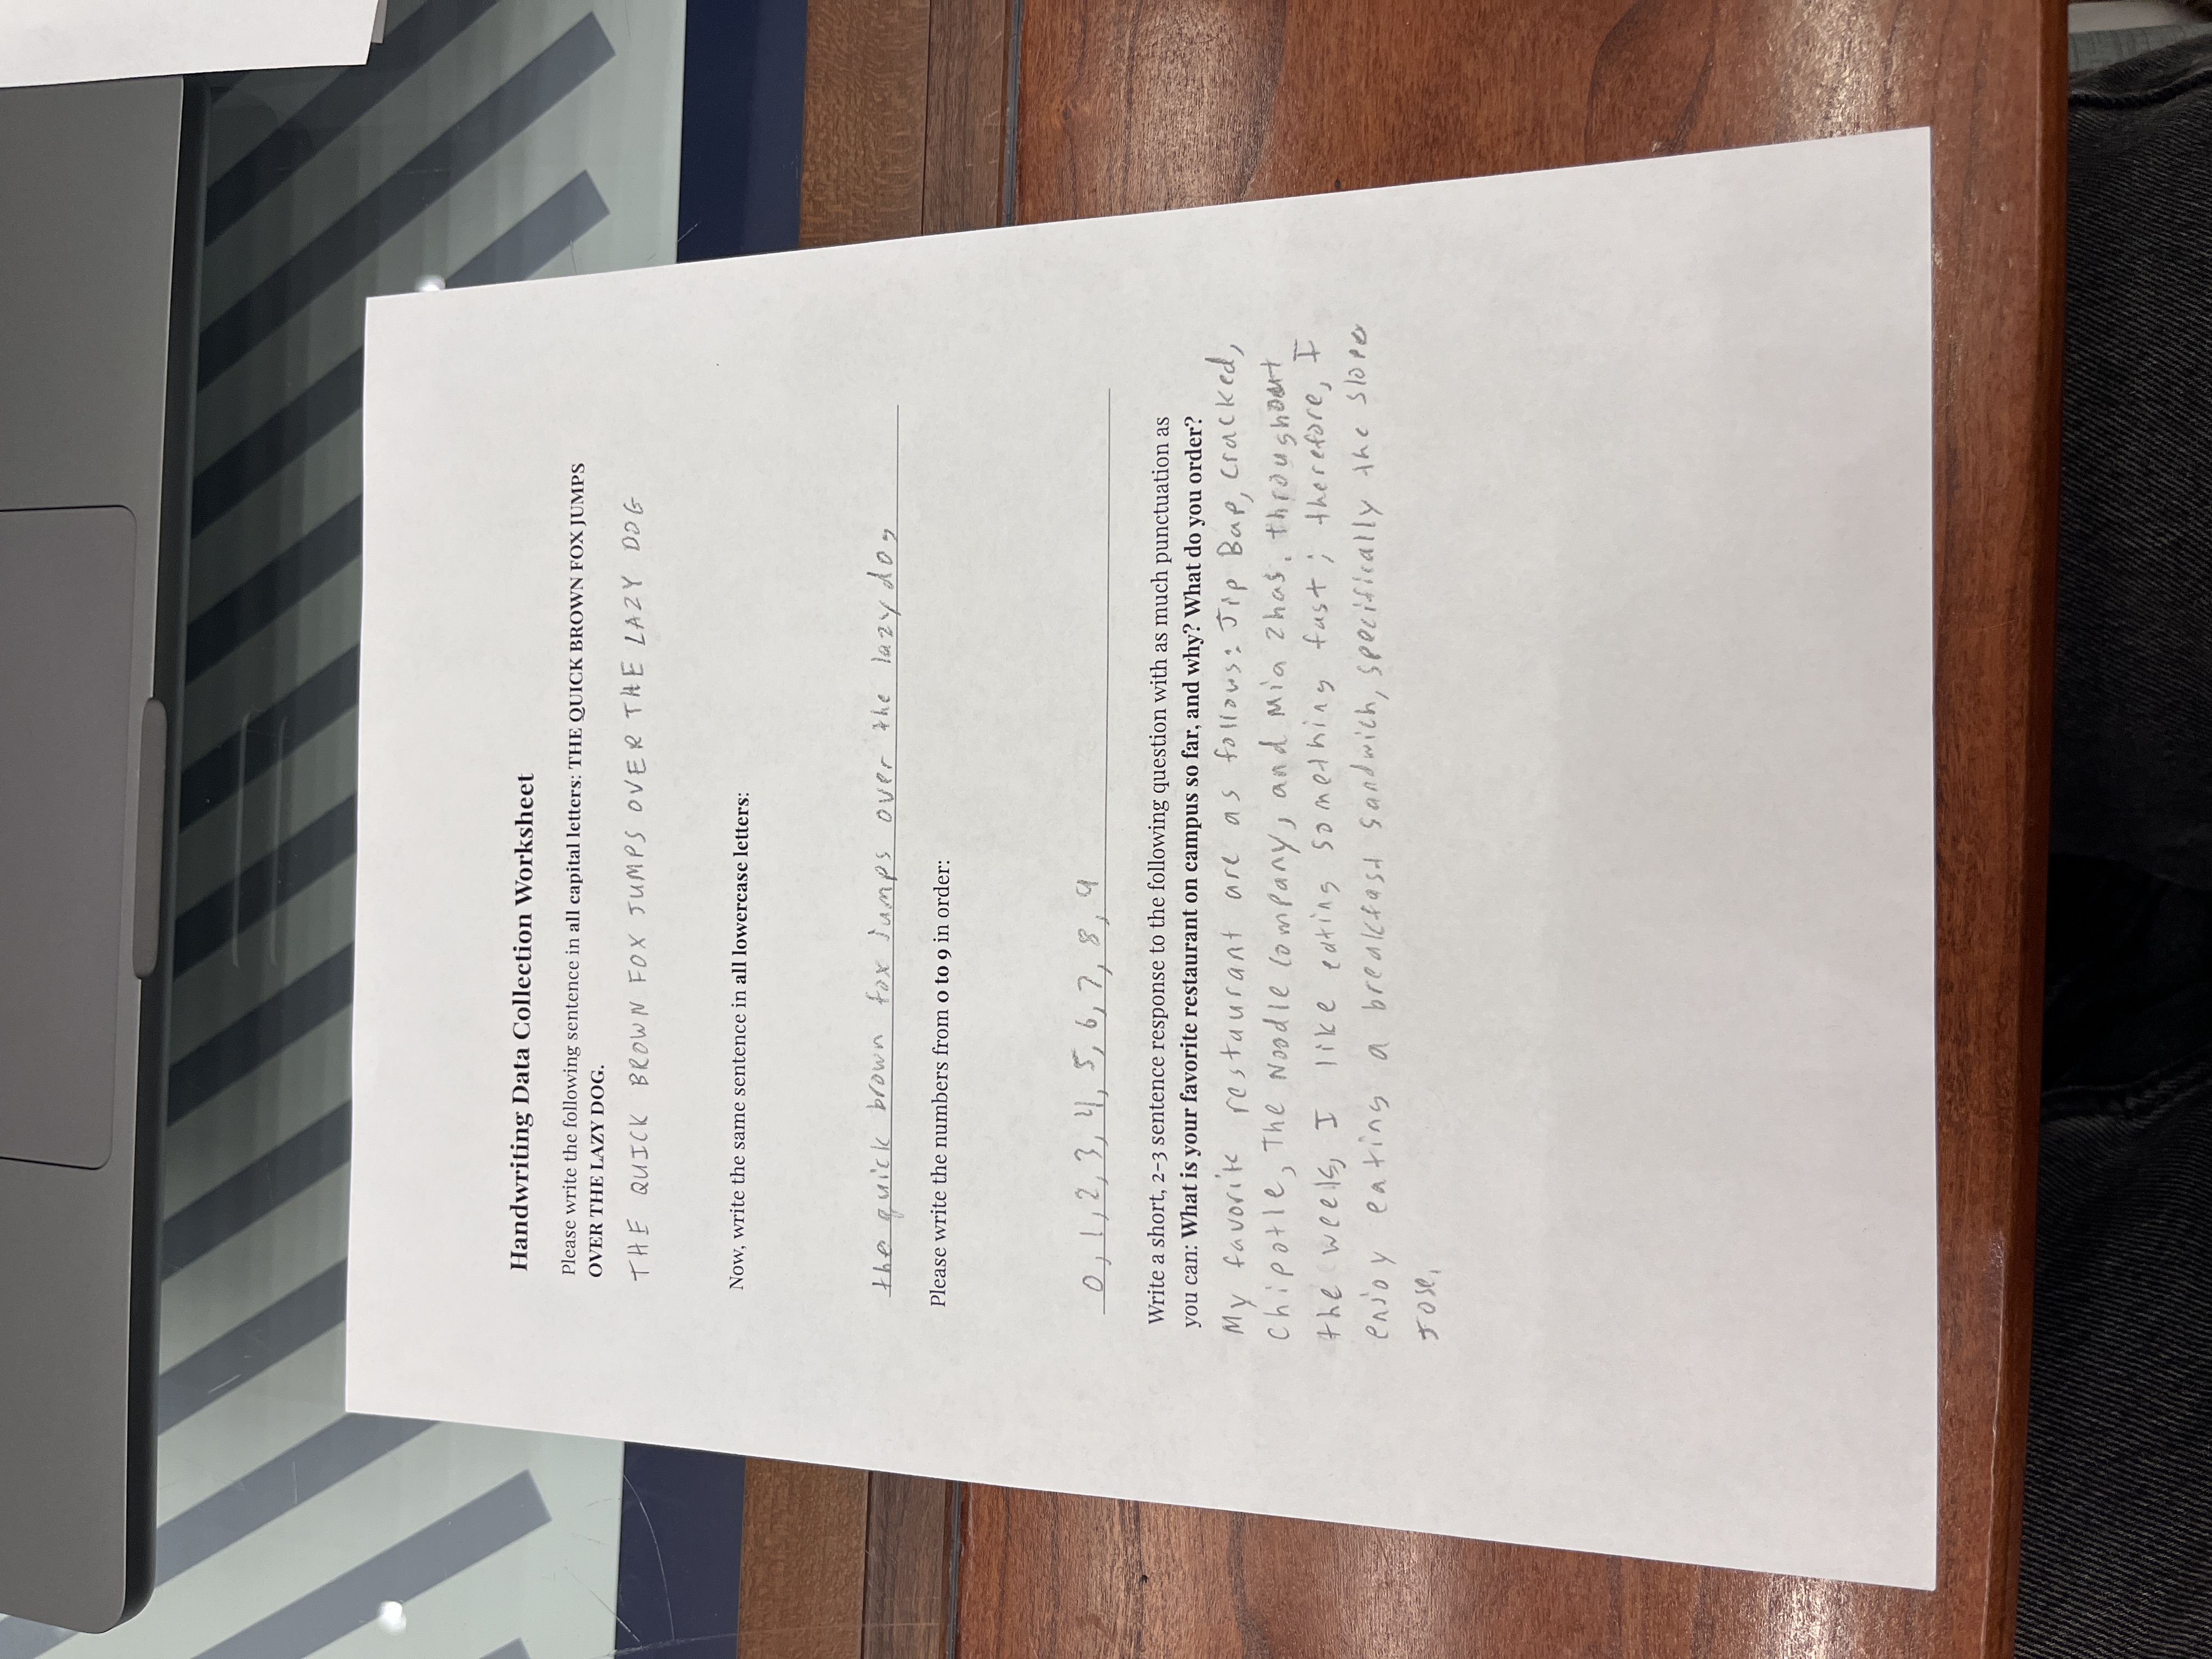 Handwriting Data Collection Worksheet
Please write the following sentence in all capital letters: THE QUICK BROWN FOX JUMPS
OVER THE LAZY DOG.
THE QUICK BROWN FOX JUMPS OVER THE LAZY DOG
Now, write the same sentence in all lowercase letters:
the quick brown fox jumps over the lazy dog
Please write the numbers from 0 to 9 in order:
0, 1, 2, 3, 4, 5, 6, 7, 8, 9
Write a short, 2-3 sentence response to the following question with as much punctuation as
you can: What is your favorite restaurant on campus so far, and why? What do you order?
My favorite restaurant are as follows: Jip Bap, Cracked,
Chipotle, The Noodle Company, and Mia Zhas. throughout
the I like eating something fast; therefore, I
enjoy eating a breakfast sandwich, specifically the
Jose.